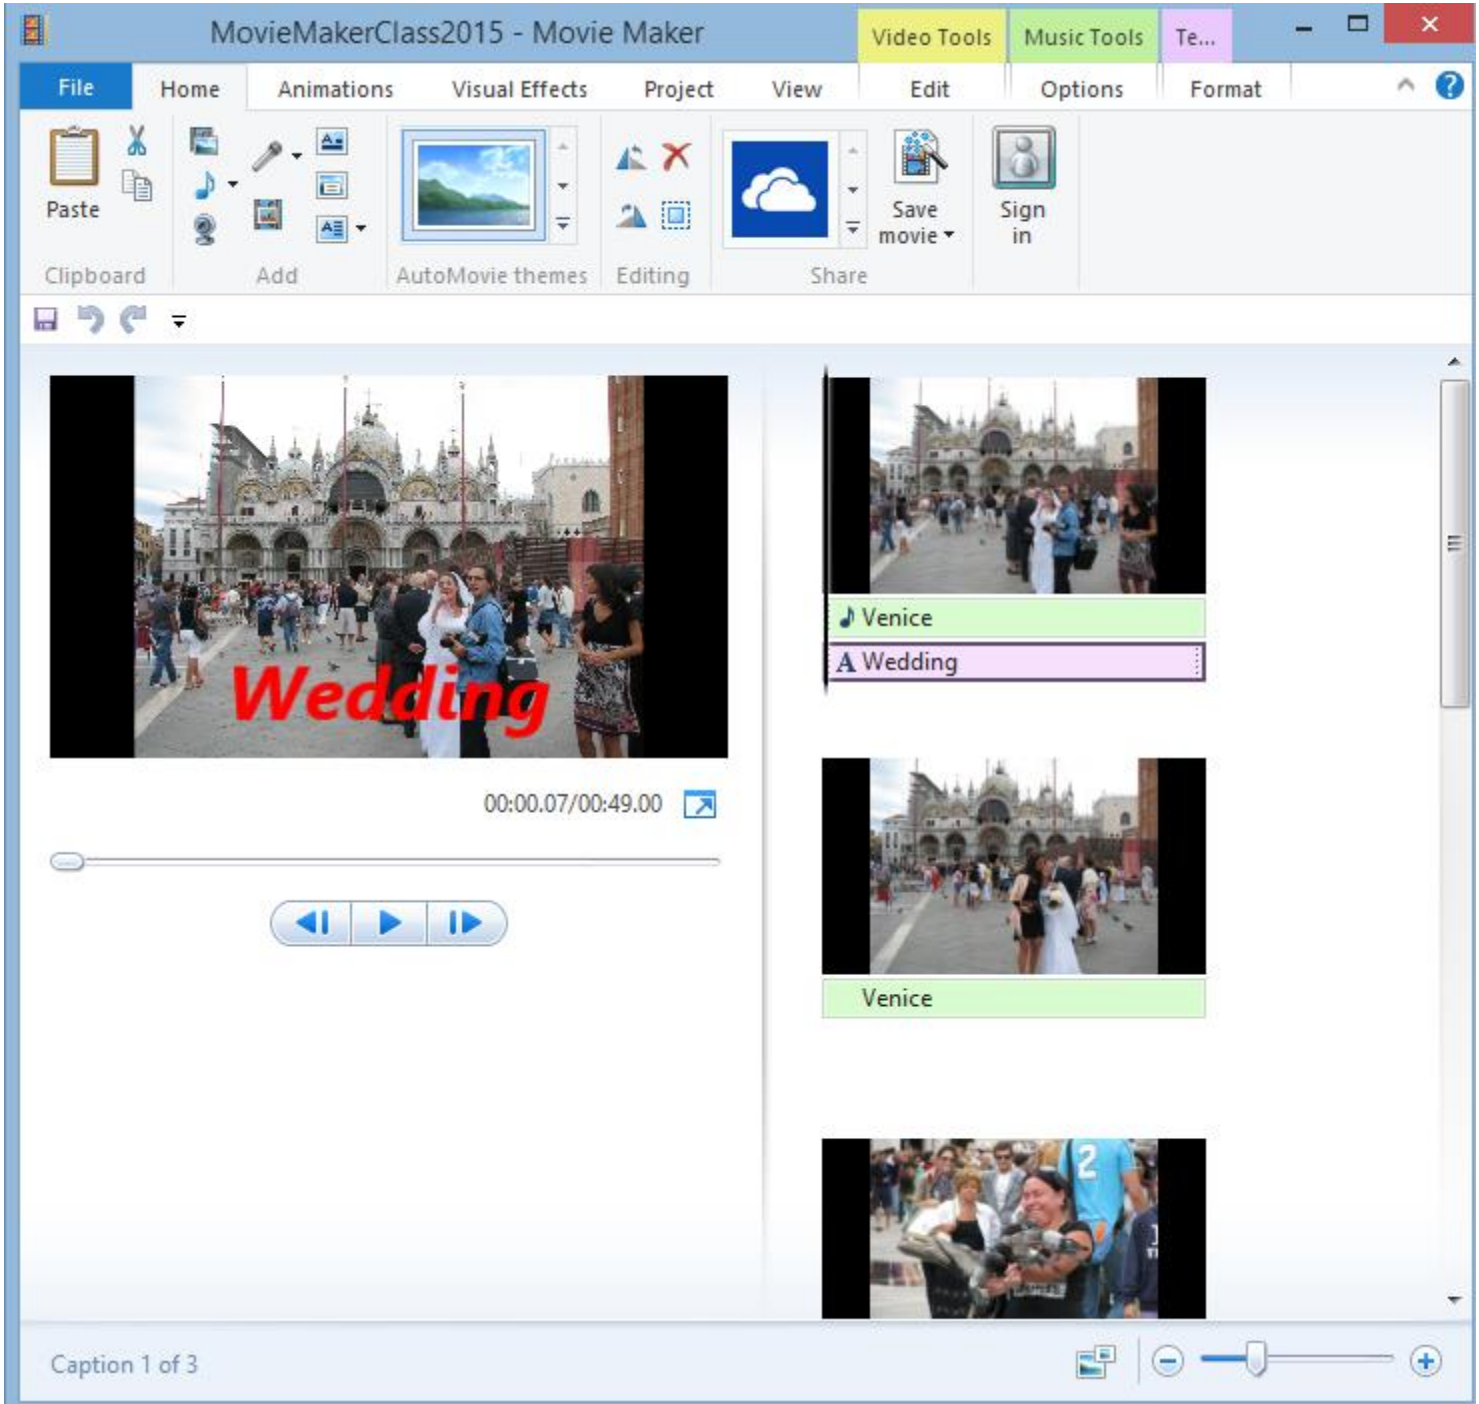 MovieMakerClass2015 - Movie Maker
Video Tools
Music Tools
Te...
File
Home
Animations
Visual Effects
Project
View
Edit
Options
Format
Paste
Save
movie
Sign
in
Clipboard
Add
AutoMovie themes
Editing
Share
Wedding
00:00.07/00:49.00
Venice
A Wedding
Venice
2
Caption 1 of 3